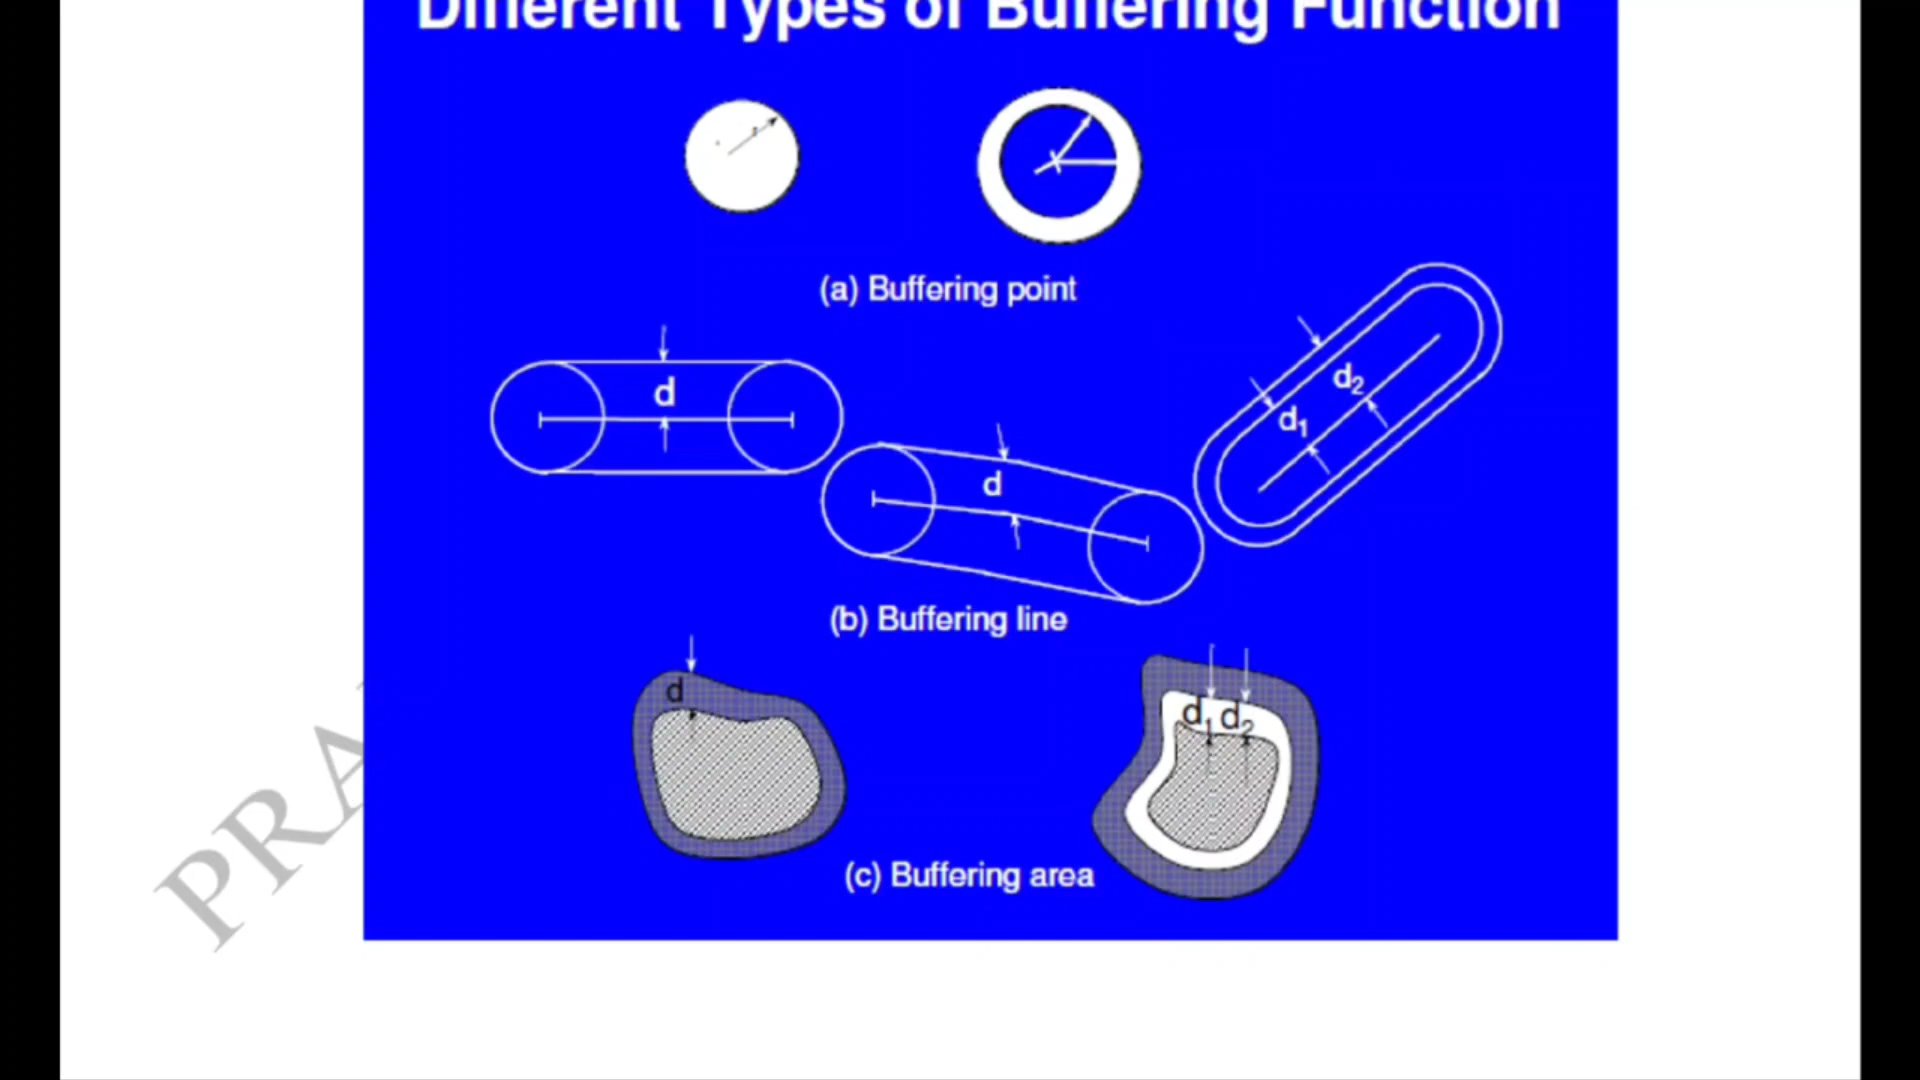 Different Types of Buffering Function
(a) Buffering point
d
d
d2
d1
(b) Buffering line
d
d1 d2
(c) Buffering area
PRA